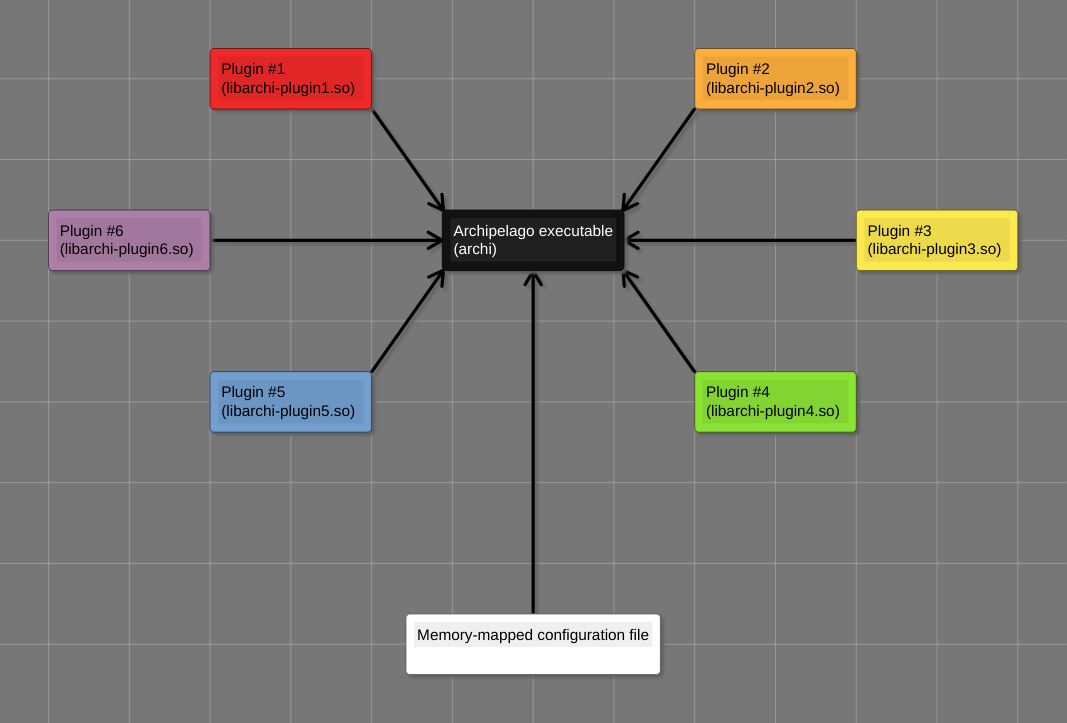 Plugin #1
(libarchi-plugin1.so)
Plugin #2
(libarchi-plugin2.so)
Plugin #6
(libarchi-plugin6.so)
Archipelago executable
(archi)
Plugin #3
(libarchi-plugin3.so)
Plugin #5
(libarchi-plugin5.so)
Plugin #4
(libarchi-plugin4.so)
Memory-mapped configuration file